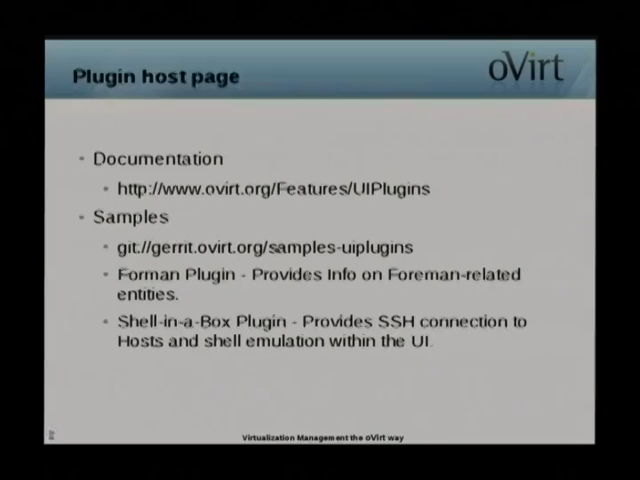 Plugin host page
oVirt
Documentation
http://www.ovirt.org/Features/UIPlugins
Samples
git://gerrit.ovirt.org/samples-uiplugins
Forman Plugin - Provides Info on Foreman-related
entities.
Shell-in-a-Box Plugin - Provides SSH connection to
Hosts and shell emulation within the UI.
Virtualization Management the oVirt way